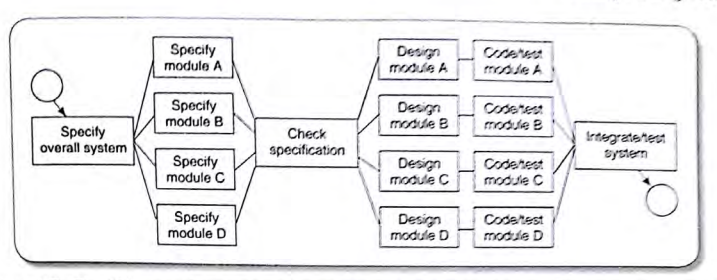 Specify
overall system
Specify
module A
Specify
module B
Specify
module C
Specify
module D
Check
specification
Design
module A
Design
module B
Design
module C
Design
module D
Code/test
module A
Code/test
module B
Code/test
module C
Code/test
module D
Integrate/test
system